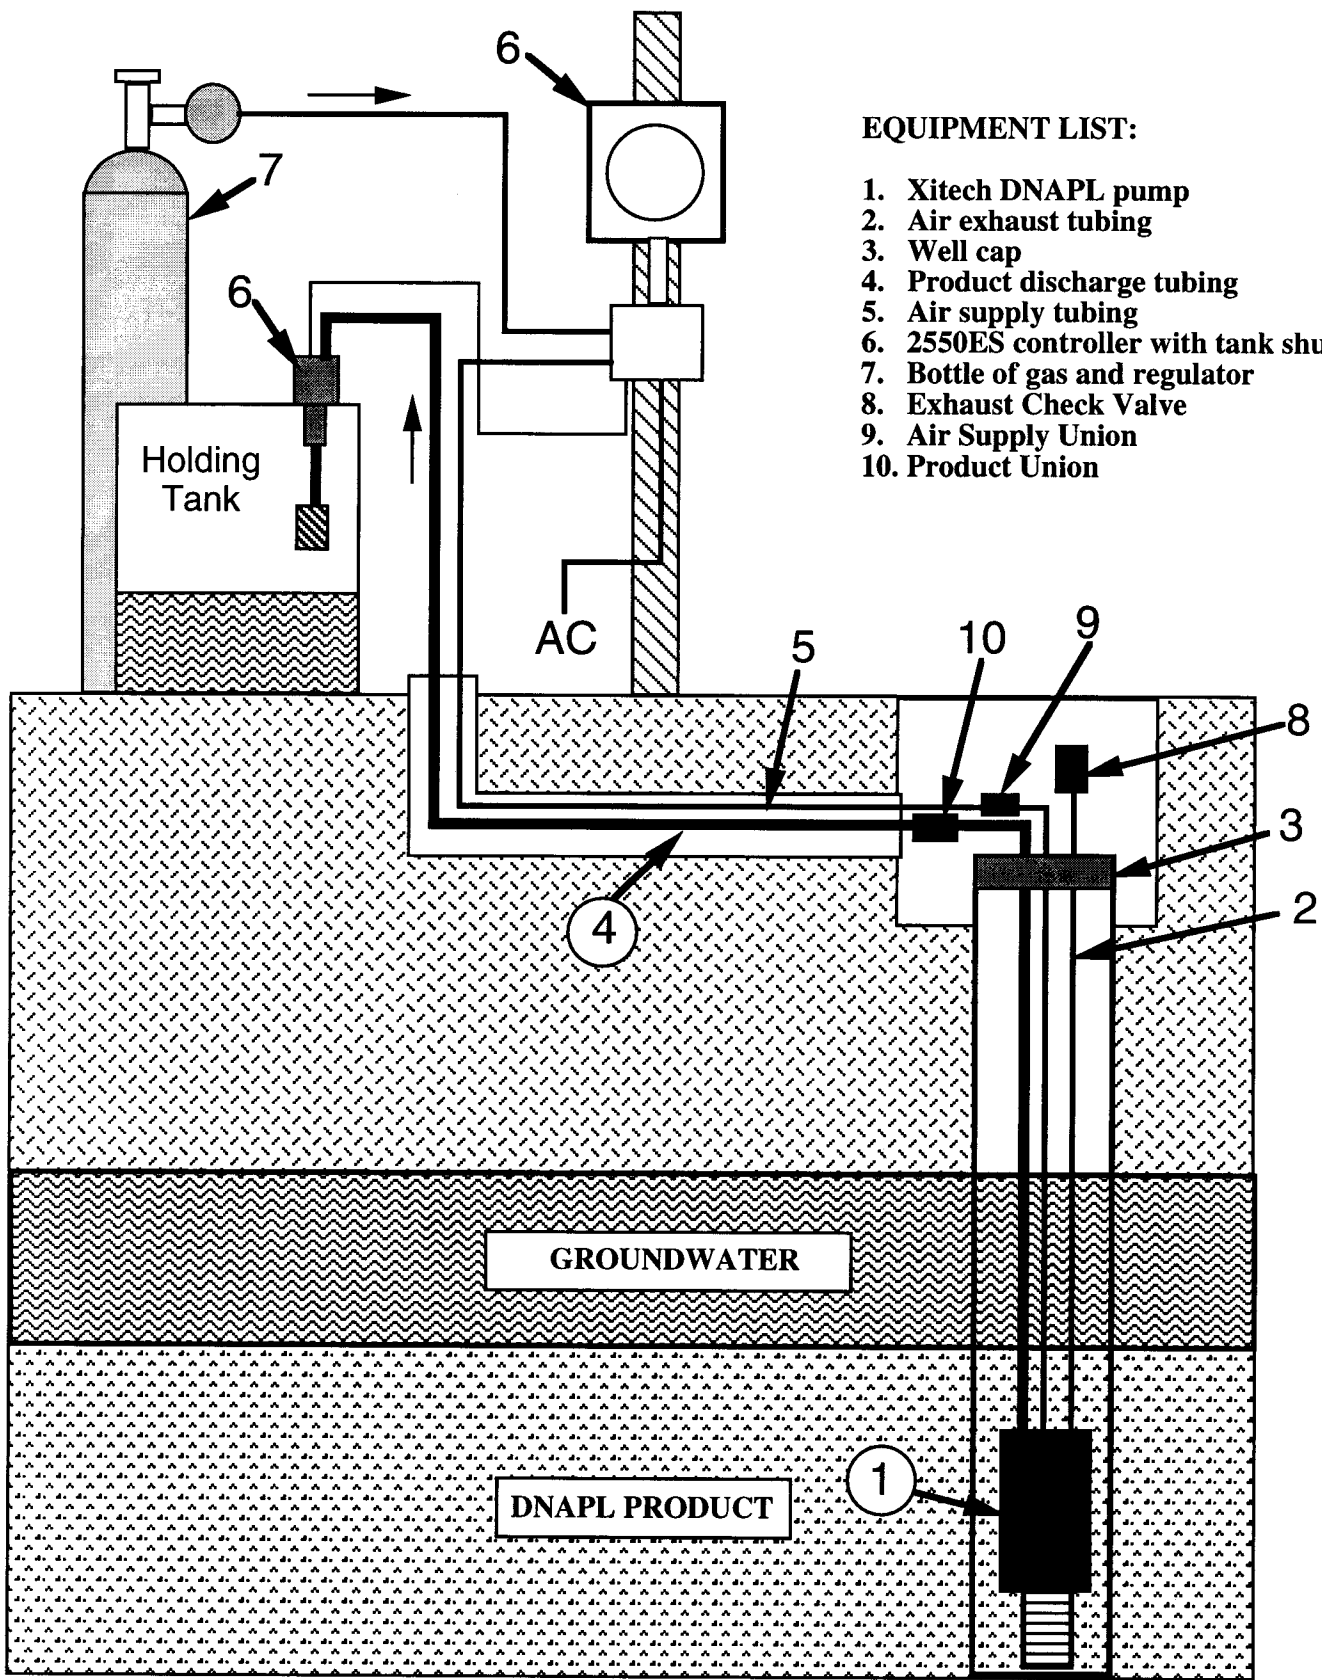 6
EQUIPMENT LIST:
1. Xitech DNAPL pump
2. Air exhaust tubing
3. Well cap
4. Product discharge tubing
5. Air supply tubing
6. 2550ES controller with tank shu
7. Bottle of gas and regulator
8. Exhaust Check Valve
9. Air Supply Union
10. Product Union
7
6
Holding
Tank
AC
5
10
9
8
3
2
4
GROUNDWATER
1
DNAPL PRODUCT